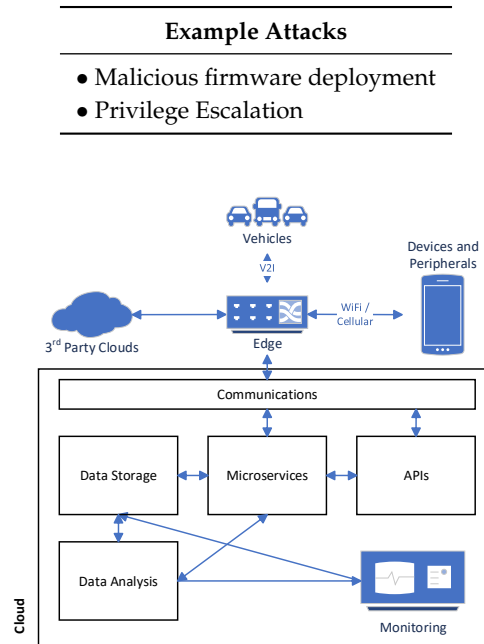 Example Attacks
• Malicious firmware deployment
• Privilege Escalation
Vehicles
V2I
Devices and
Peripherals
WiFi /
Cellular
3rd Party Clouds
Edge
Communications
Data Storage
Microservices
APIs
Data Analysis
Monitoring
Cloud